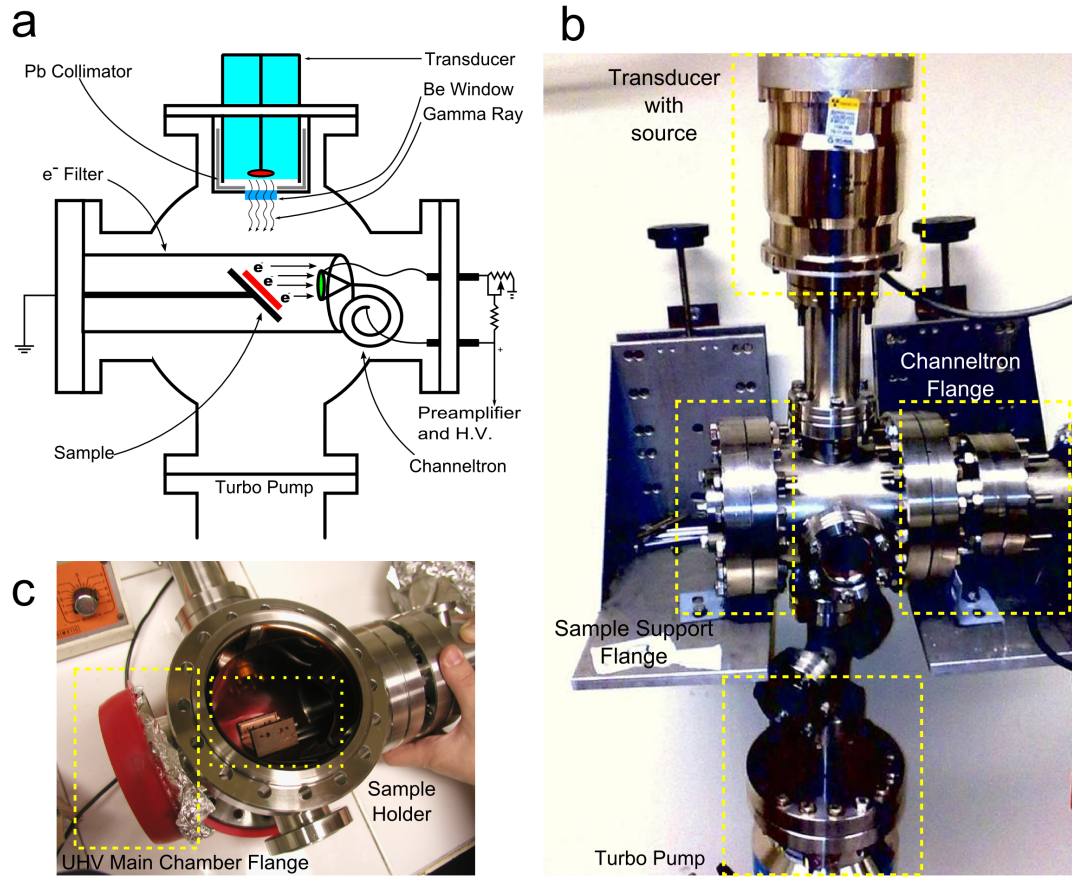 a
Transducer
Pb Collimator
Be Window
Gamma Ray
e⁻ Filter
e⁻
e⁻
e⁻
+
Preamplifier
and H.V.
Sample
Channeltron
Turbo Pump
b
Transducer
with
source
Channeltron
Flange
Sample Support
Flange
Turbo Pump
c
Sample
Holder
UHV Main Chamber Flange